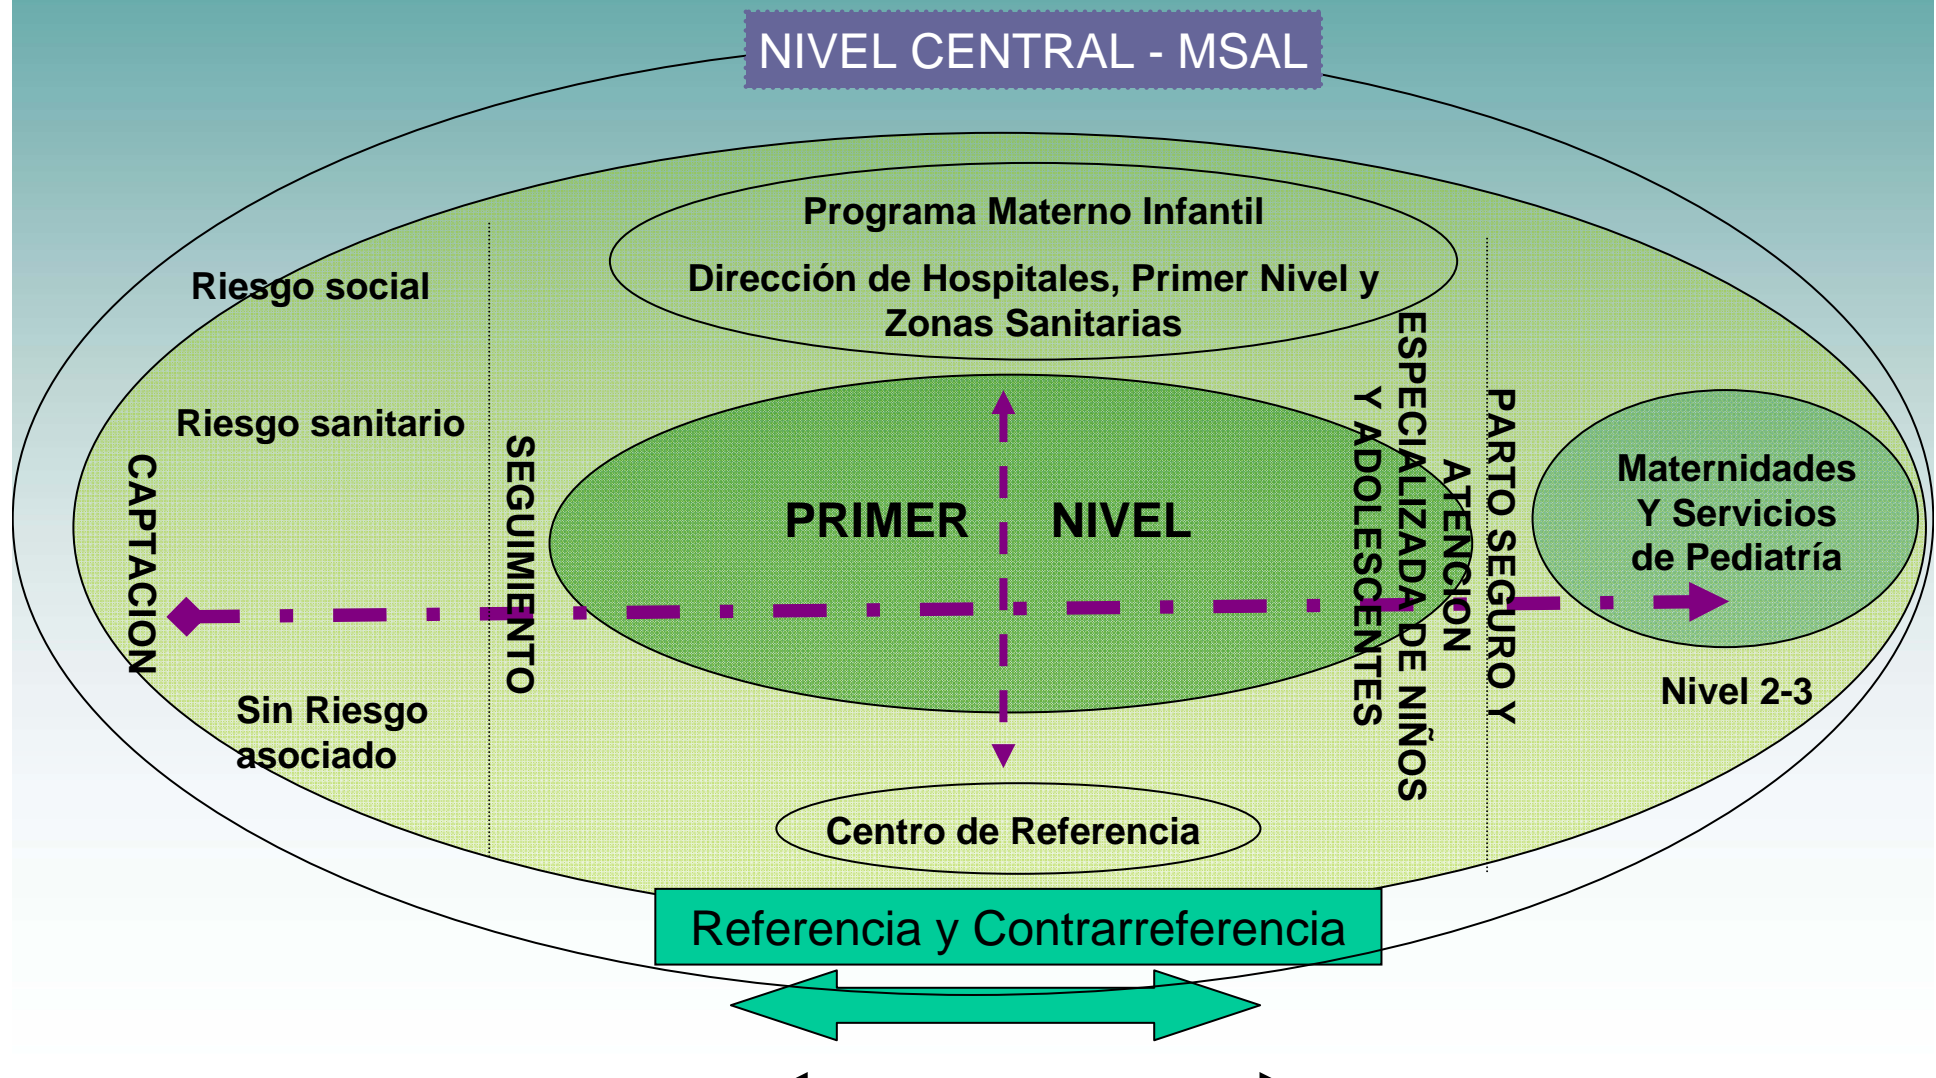 NIVEL CENTRAL - MSAL
Programa Materno Infantil
Dirección de Hospitales, Primer Nivel y
Zonas Sanitarias
Riesgo social
Riesgo sanitario
Sin Riesgo
asociado
CAPTACION
SEGUIMIENTO
PRIMER NIVEL
PARTO SEGURO Y
ATENCION
ESPECIALIZADA DE NIÑOS
Y ADOLESCENTES
Maternidades
Y Servicios
de Pediatría
Nivel 2-3
Centro de Referencia
Referencia y Contrarreferencia